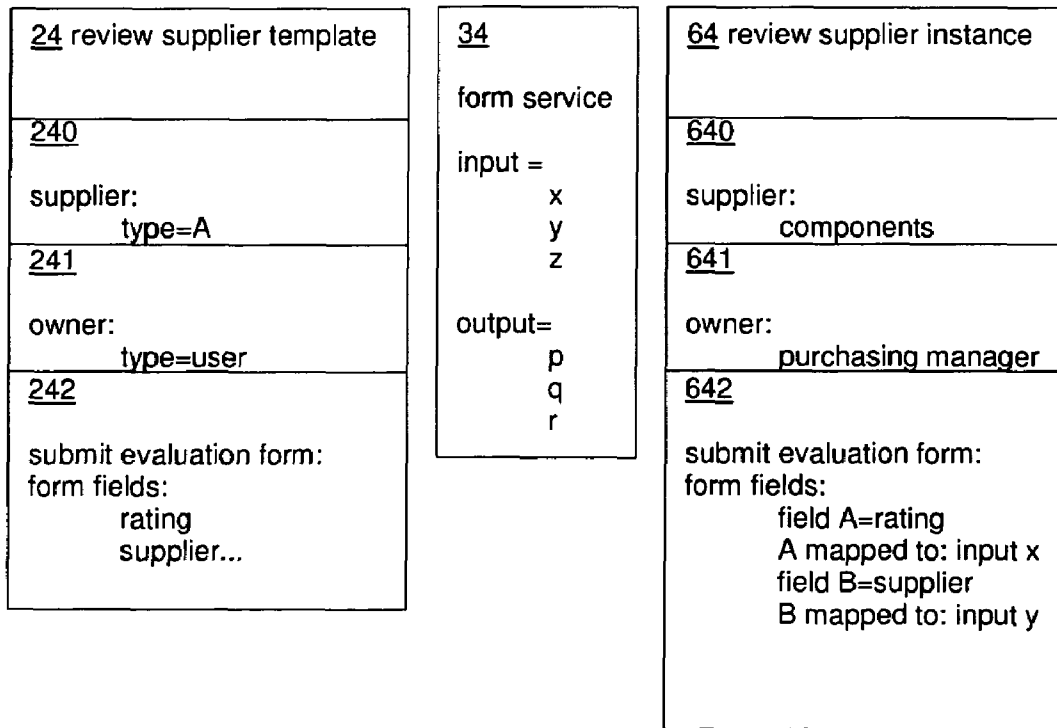 24 review supplier template
240
supplier:
type=A
241
owner:
type=user
242
submit evaluation form:
form fields:
rating
supplier...
34
form service
input =
x
y
z
output=
p
q
r
64 review supplier instance
640
supplier:
components
641
owner:
purchasing manager
642
submit evaluation form:
form fields:
field A=rating
A mapped to: input x
field B=supplier
B mapped to: input y